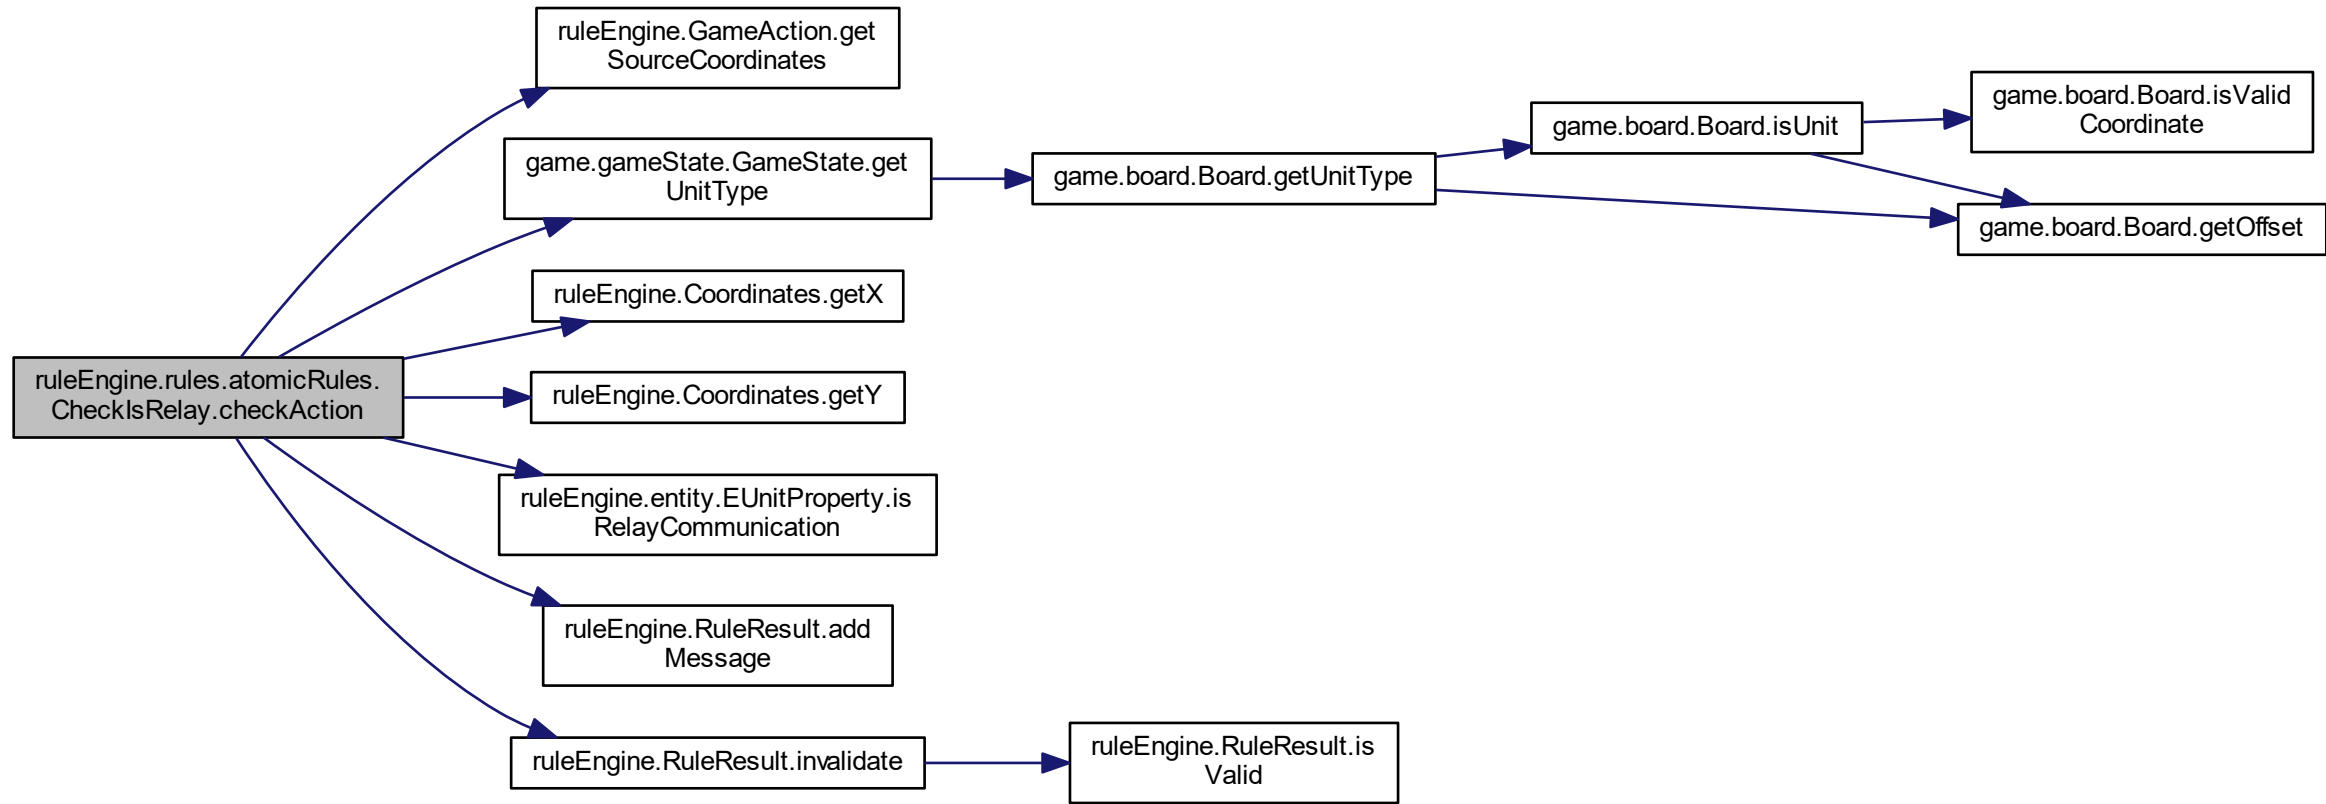 ruleEngine.rules.atomicRules.
CheckIsRelay.checkAction
ruleEngine.GameAction.get
SourceCoordinates
game.gameState.GameState.get
UnitType
ruleEngine.Coordinates.getX
ruleEngine.Coordinates.getY
ruleEngine.entity.EUnitProperty.is
RelayCommunication
ruleEngine.RuleResult.add
Message
ruleEngine.RuleResult.invalidate
game.board.Board.getUnitType
ruleEngine.RuleResult.is
Valid
game.board.Board.isUnit
game.board.Board.isValid
Coordinate
game.board.Board.getOffset